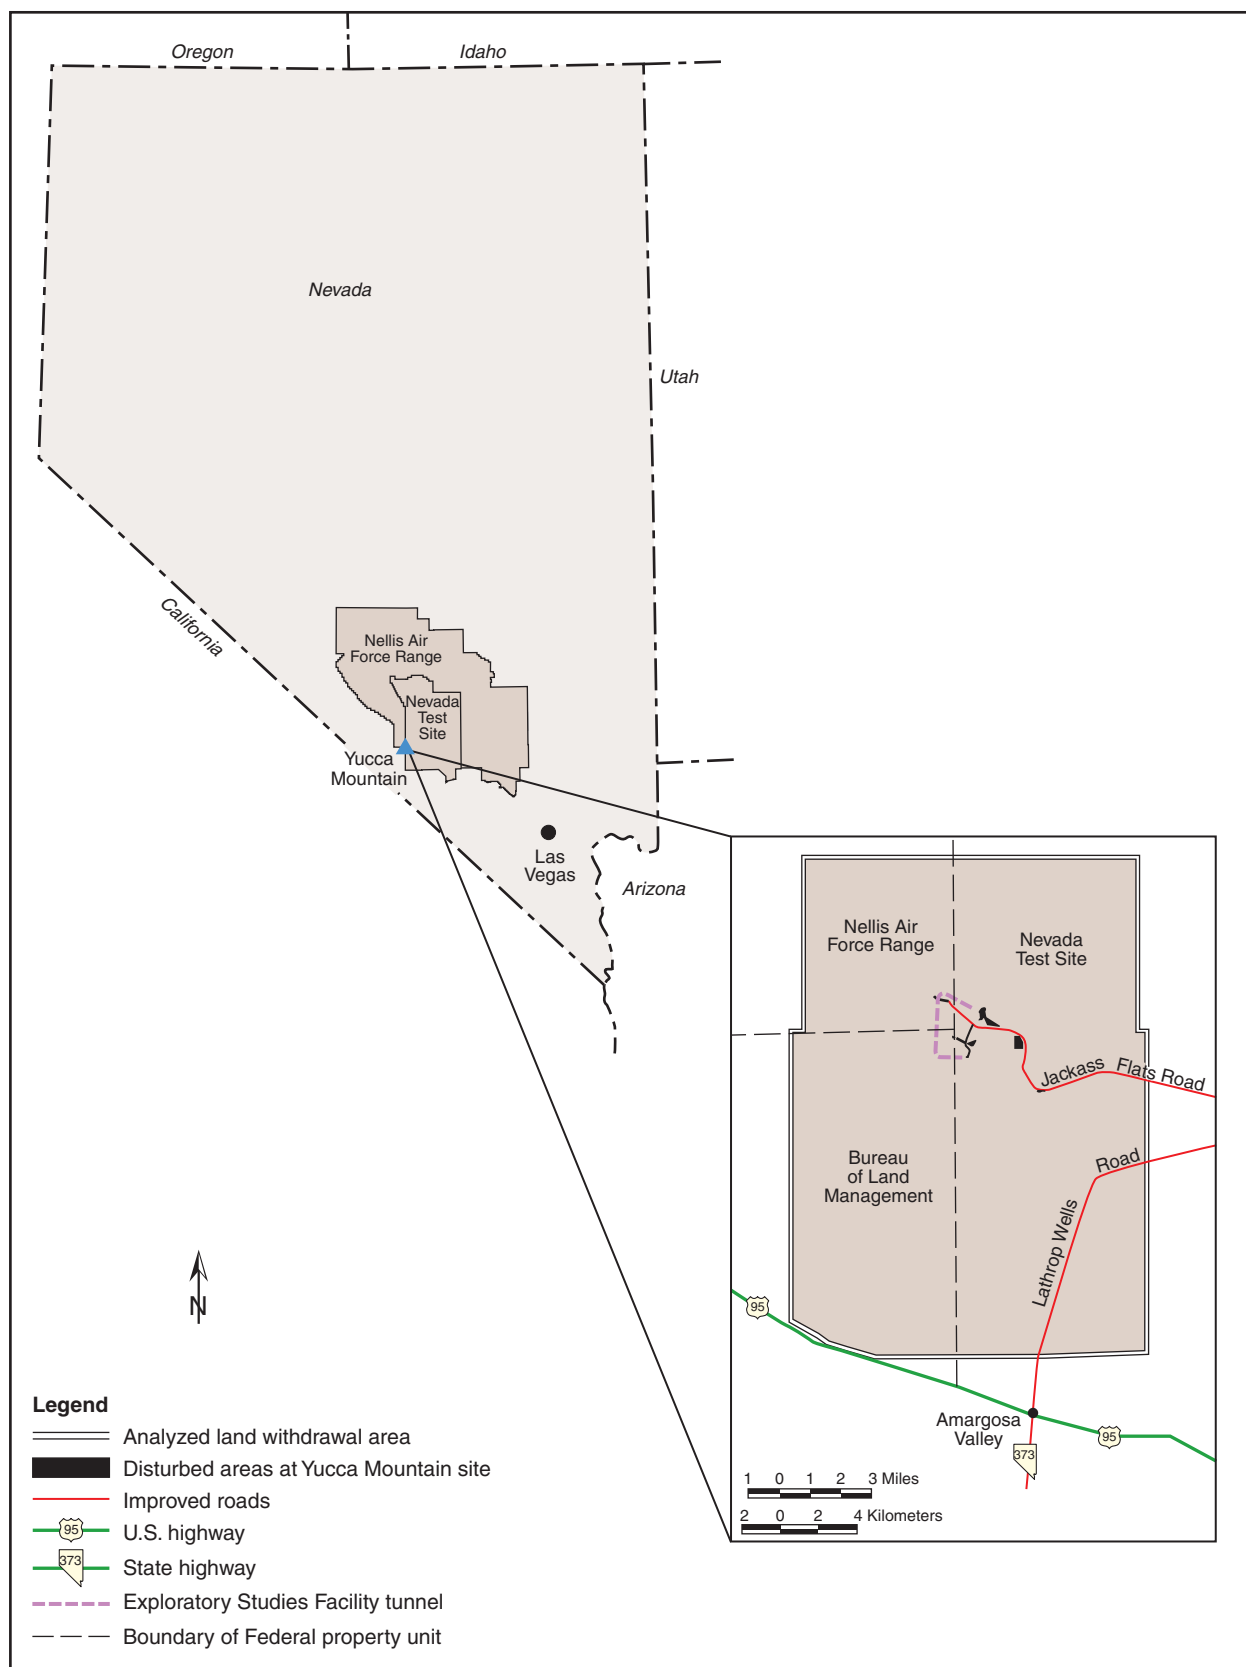 Oregon
Idaho
Nevada
Utah
California
Nellis Air
Force Range
Nevada
Test
Site
Yucca
Mountain
Las
Vegas
Arizona
Nellis Air
Force Range
Nevada
Test Site
Jackass Flats Road
Bureau
of Land
Management
Lathrop Wells Road
95
Amargosa
Valley
95
373
1 0 1 2 3 Miles
2 0 2 4 Kilometers
N
Legend
Analyzed land withdrawal area
Disturbed areas at Yucca Mountain site
Improved roads
95 U.S. highway
373 State highway
Exploratory Studies Facility tunnel
Boundary of Federal property unit